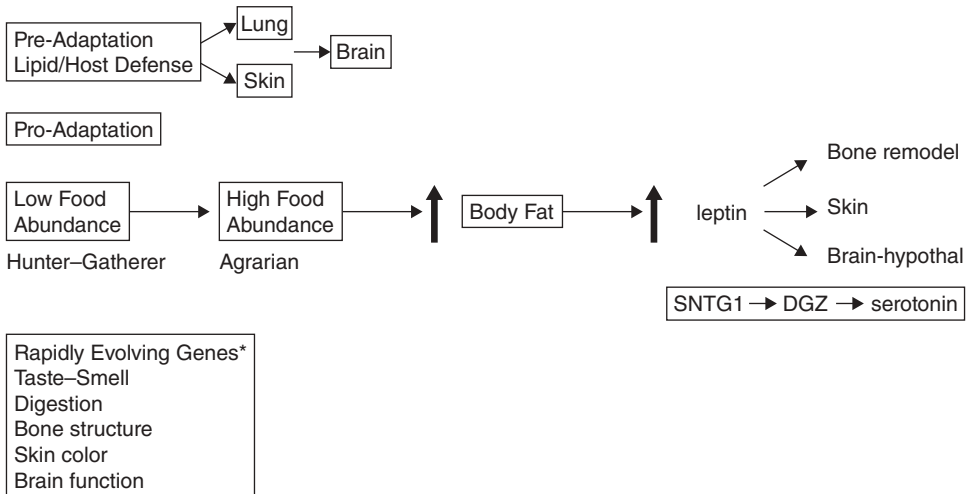 Pre-Adaptation
Lipid/Host Defense
Lung
Skin
Brain
Pro-Adaptation
Low Food
Abundance
Hunter–Gatherer
High Food
Abundance
Agrarian
Body Fat
leptin
Bone remodel
Skin
Brain-hypothal
SNTG1 → DGZ → serotonin
Rapidly Evolving Genes*
Taste–Smell
Digestion
Bone structure
Skin color
Brain function